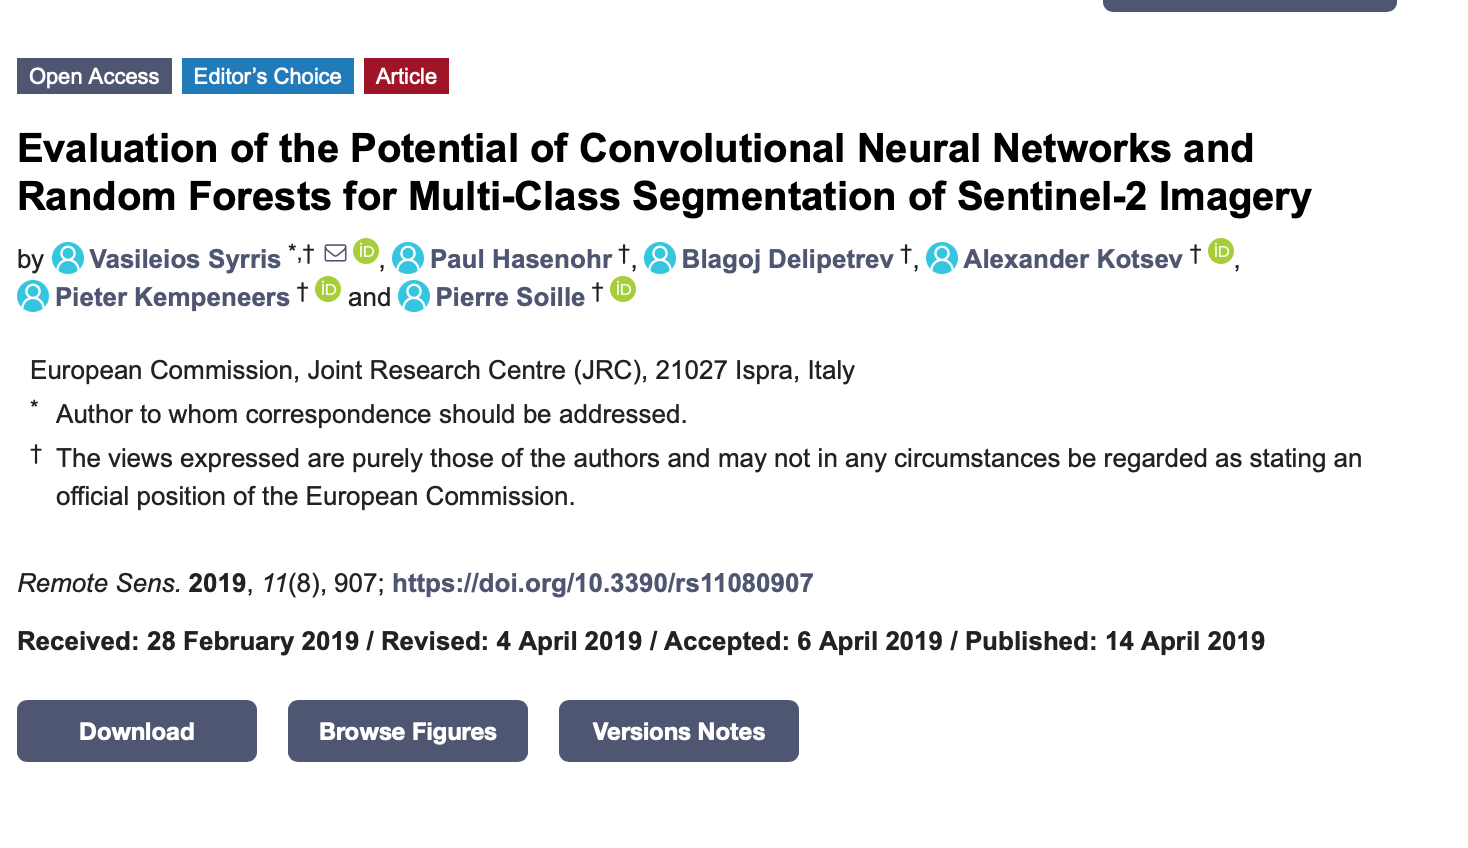 Open Access Editor’s Choice Article
Evaluation of the Potential of Convolutional Neural Networks and
Random Forests for Multi-Class Segmentation of Sentinel-2 Imagery
by Vasileios Syrris *,† iD, Paul Hasenohr †, Blagoj Delipetrev †, Alexander Kotsev † iD,
Pieter Kempeneers † iD and Pierre Soille † iD
European Commission, Joint Research Centre (JRC), 21027 Ispra, Italy
* Author to whom correspondence should be addressed.
† The views expressed are purely those of the authors and may not in any circumstances be regarded as stating an
official position of the European Commission.
Remote Sens. 2019, 11(8), 907; https://doi.org/10.3390/rs11080907
Received: 28 February 2019 / Revised: 4 April 2019 / Accepted: 6 April 2019 / Published: 14 April 2019
Download Browse Figures Versions Notes